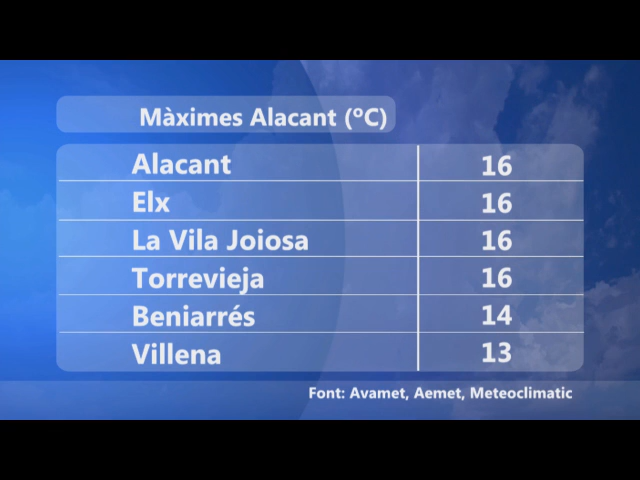 Màximes Alacant (ºC)
Alacant 16
Elx 16
La Vila Joiosa 16
Torrevieja 16
Beniarrés 14
Villena 13
Font: Avamet, Aemet, Meteoclimatic